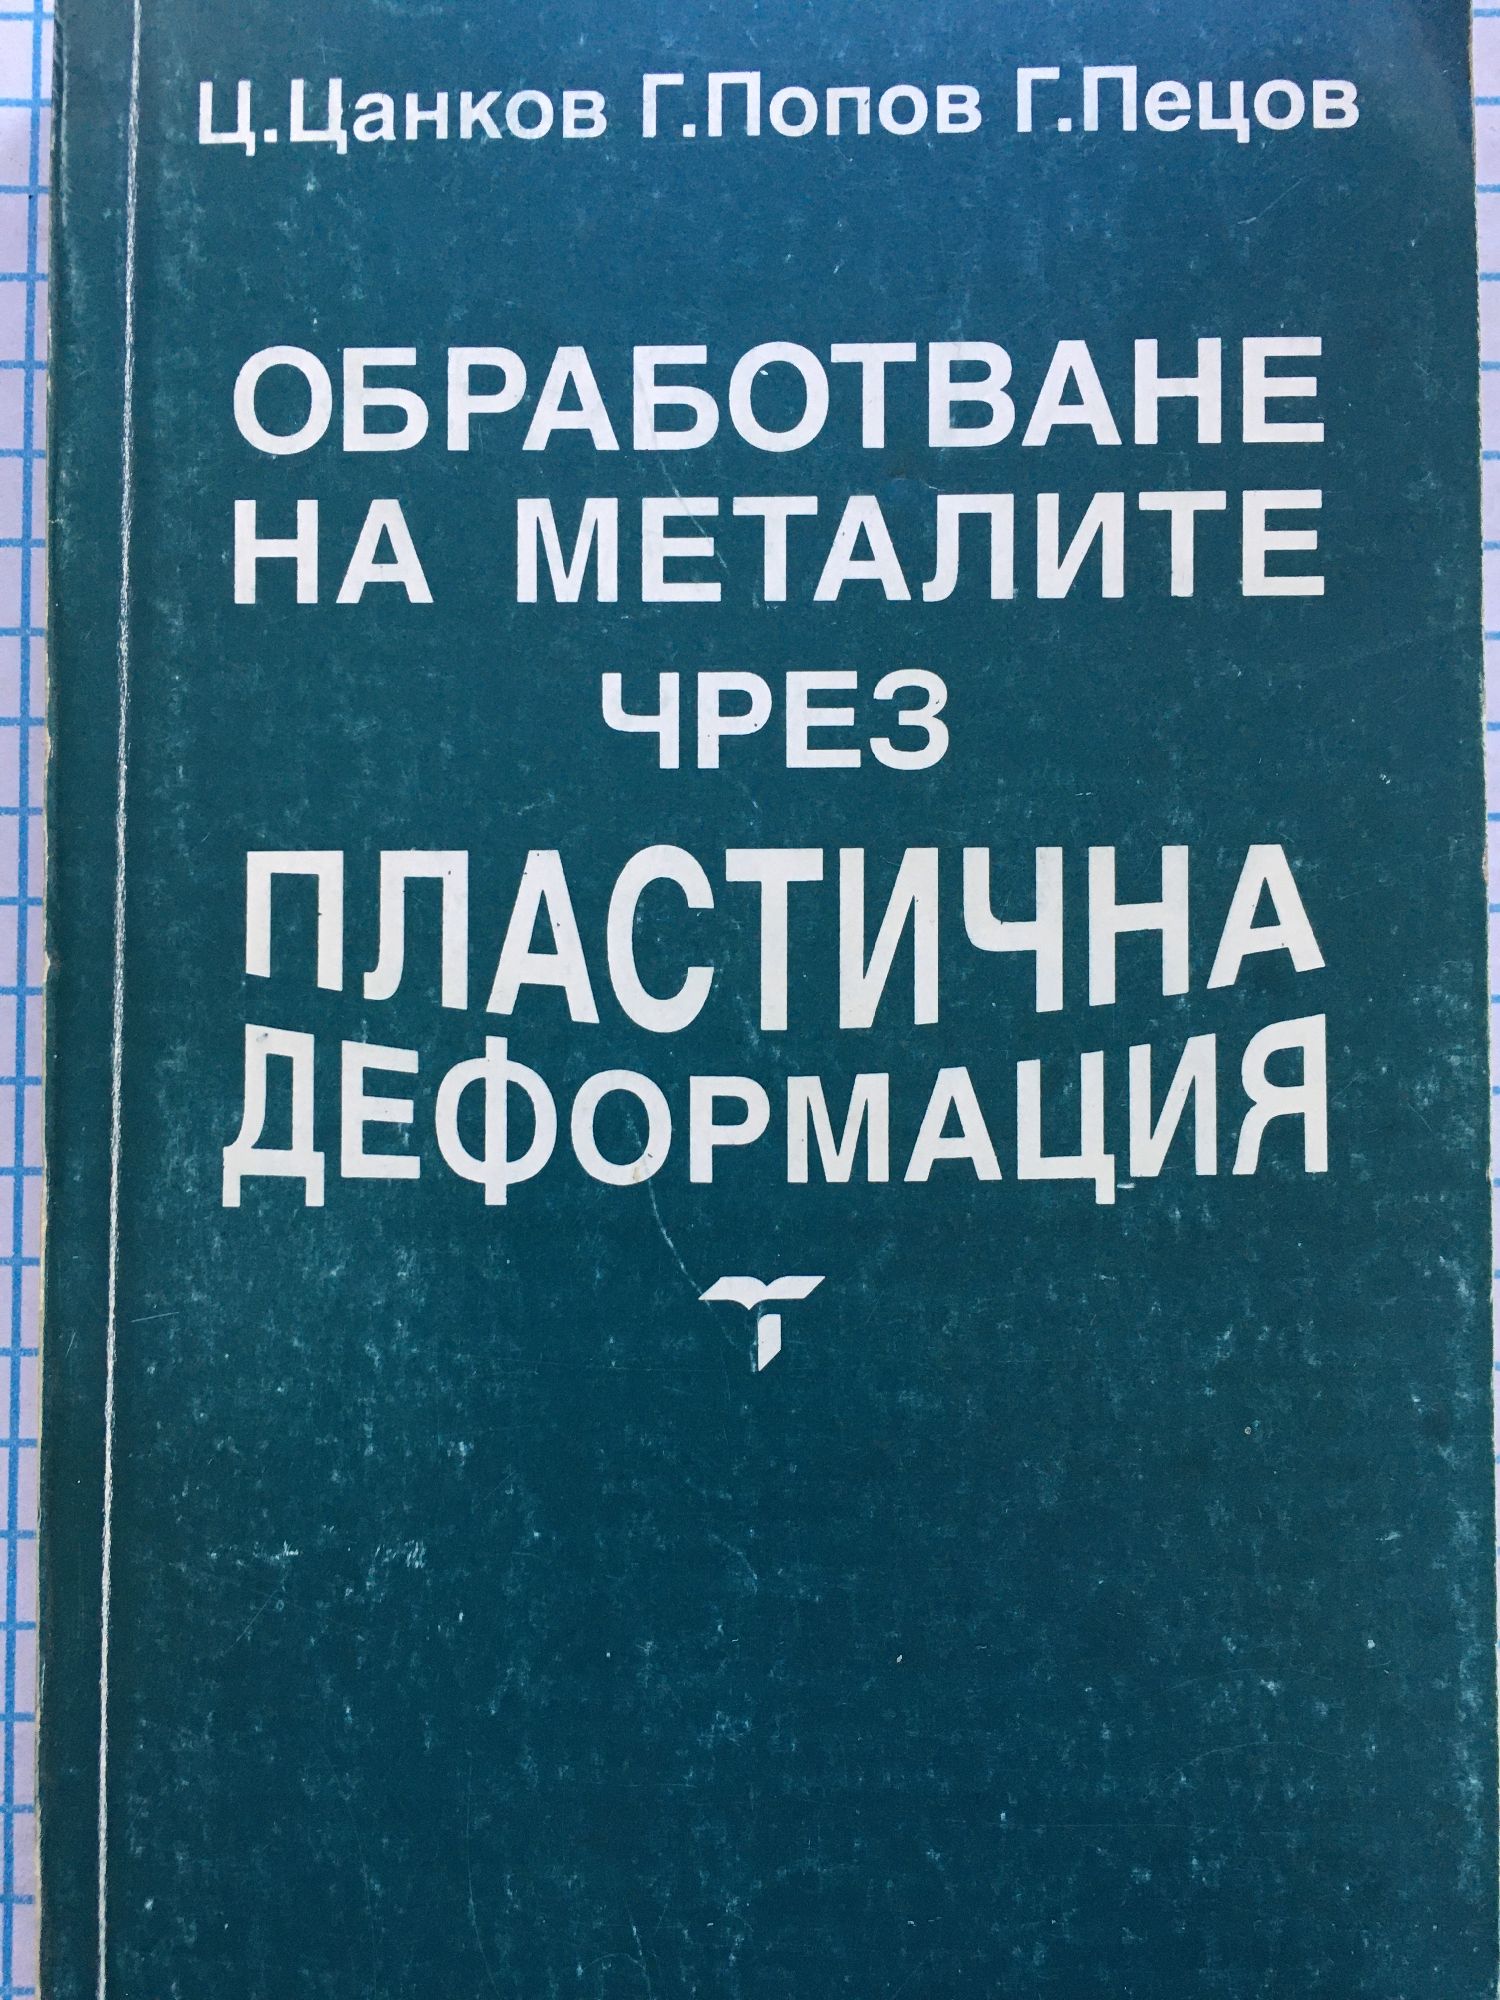 Ц.Цанков Г.Попов Г.Пецов
ОБРАБОТВАНЕ
НА МЕТАЛИТЕ
ЧРЕЗ
ПЛАСТИЧНА
ДЕФОРМАЦИЯ